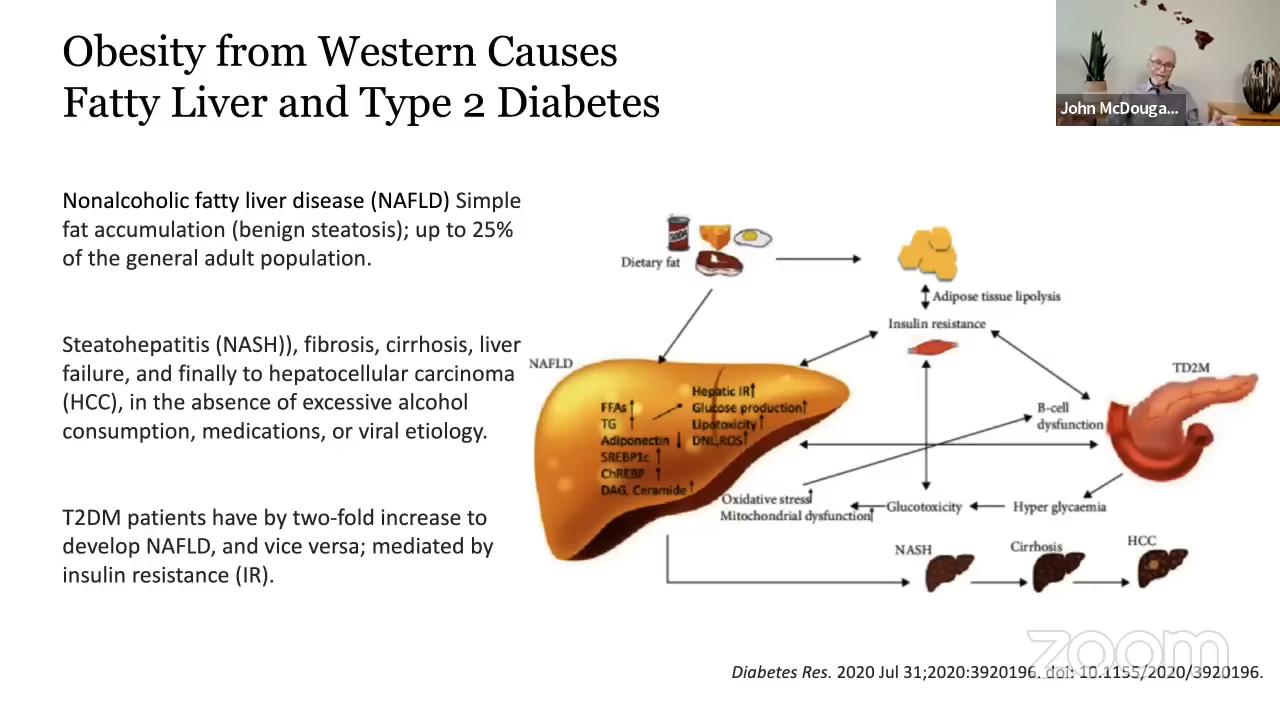 Obesity from Western Causes
Fatty Liver and Type 2 Diabetes
John McDouga...
Nonalcoholic fatty liver disease (NAFLD) Simple
fat accumulation (benign steatosis); up to 25%
of the general adult population.
Steatohepatitis (NASH)), fibrosis, cirrhosis, liver
failure, and finally to hepatocellular carcinoma
(HCC), in the absence of excessive alcohol
consumption, medications, or viral etiology.
T2DM patients have by two-fold increase to
develop NAFLD, and vice versa; mediated by
insulin resistance (IR).
SODA
Dietary fat
Adipose tissue lipolysis
Insulin resistance
NAFLD
TD2M
Hepatic IR↑
FFAs↑
Glucose production↑
TG ↑
Lipotoxicity↑
Adiponectin ↓
DNL,ROS↑
SREBP1c ↑
ChREBP ↑
DAG, Ceramide↑
B-cell
dysfunction
Oxidative stress↑
Mitochondrial dysfunction↑
Glucotoxicity
Hyper glycaemia
NASH
Cirrhosis
HCC
zoom
Diabetes Res. 2020 Jul 31;2020:3920196. doi: 10.1155/2020/3920196.